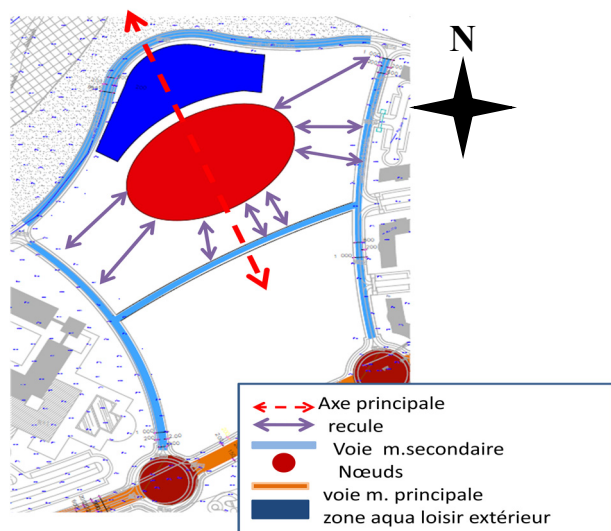 N
Axe principale
recule
Voie m.secondaire
Nœuds
voie m. principale
zone aqua loisir extérieur